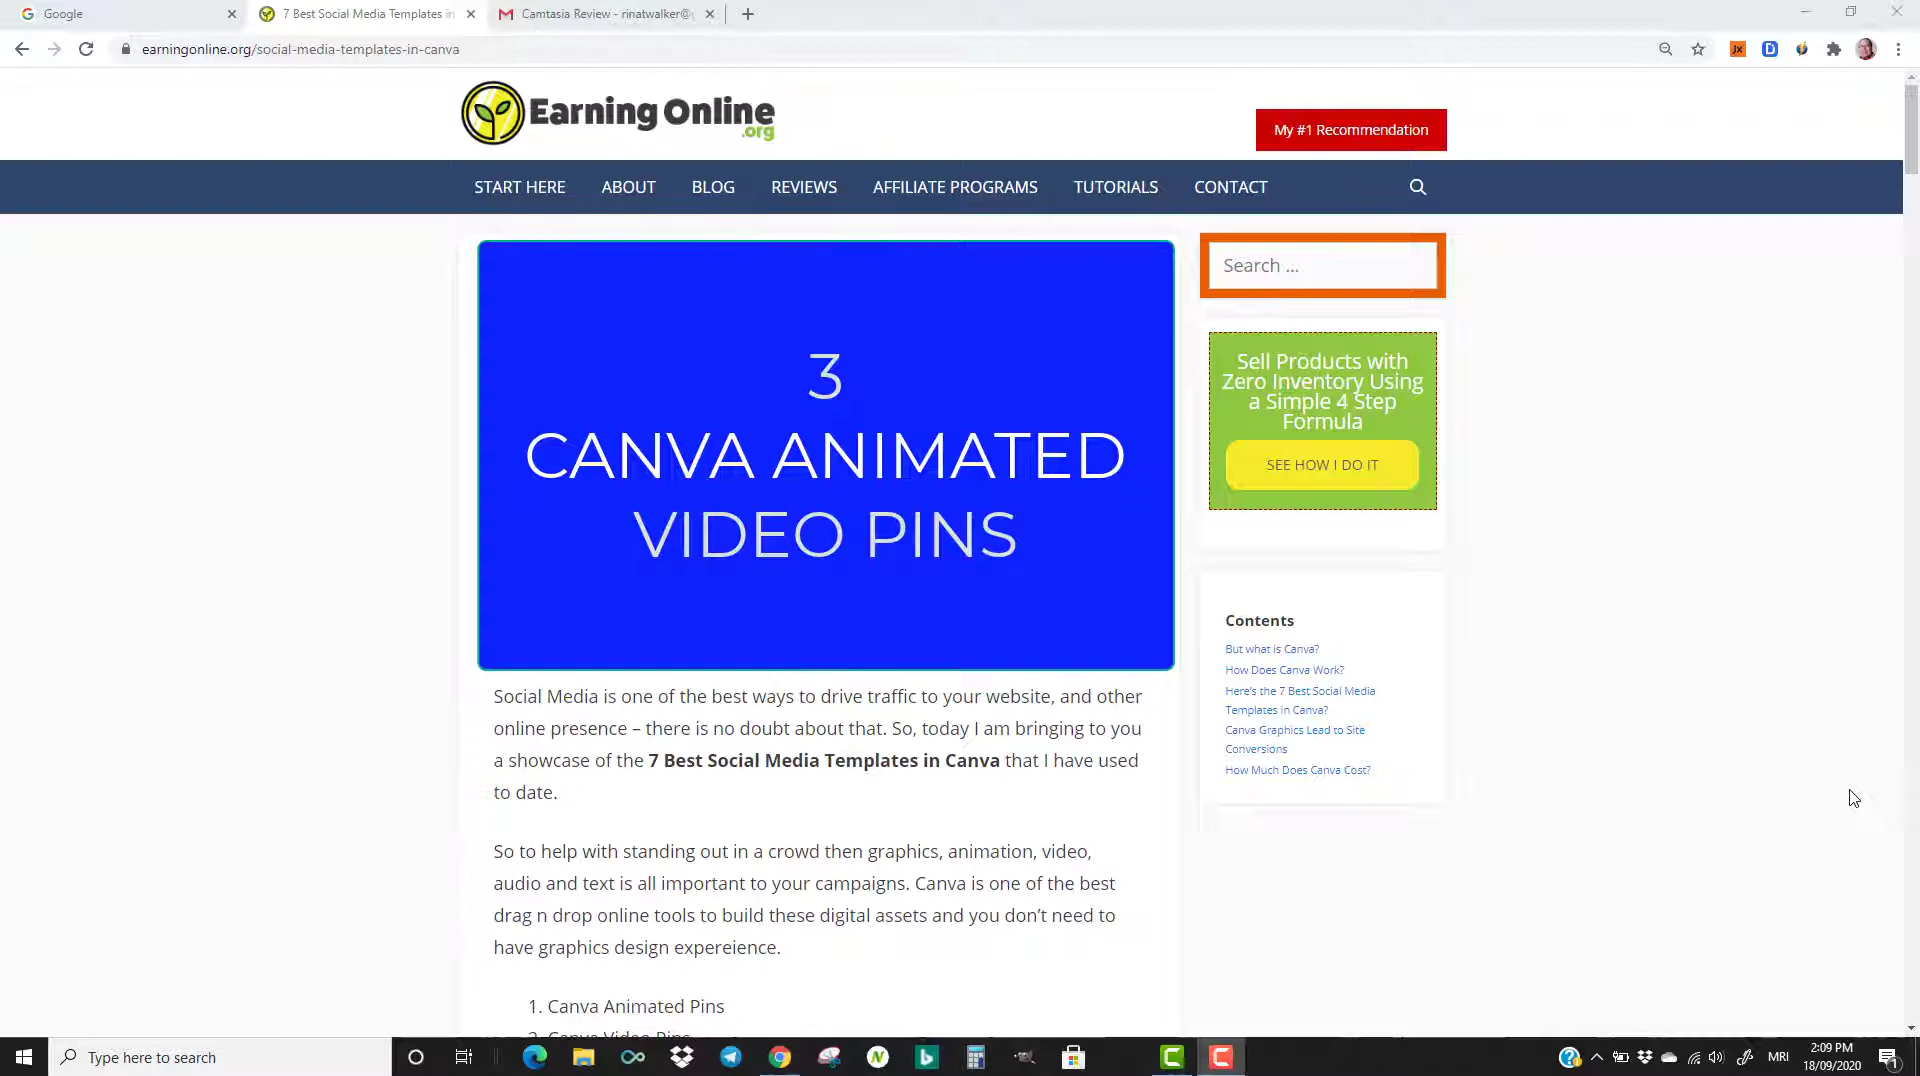 Google
7 Best Social Media Templates in
Camtasia Review - rinatwalker@g
earningonline.org/social-media-templates-in-canva
Earning Online
.org
My #1 Recommendation
START HERE
ABOUT
BLOG
REVIEWS
AFFILIATE PROGRAMS
TUTORIALS
CONTACT
3
CANVA ANIMATED
VIDEO PINS
Social Media is one of the best ways to drive traffic to your website, and other
online presence – there is no doubt about that. So, today I am bringing to you
a showcase of the 7 Best Social Media Templates in Canva that I have used
to date.
So to help with standing out in a crowd then graphics, animation, video,
audio and text is all important to your campaigns. Canva is one of the best
drag n drop online tools to build these digital assets and you don’t need to
have graphics design expereience.
1. Canva Animated Pins
2. Canva Video Pins
Search ...
Sell Products with
Zero Inventory Using
a Simple 4 Step
Formula
SEE HOW I DO IT
Contents
But what is Canva?
How Does Canva Work?
Here's the 7 Best Social Media
Templates in Canva?
Canva Graphics Lead to Site
Conversions
How Much Does Canva Cost?
Type here to search
MRI
2:09 PM
18/09/2020